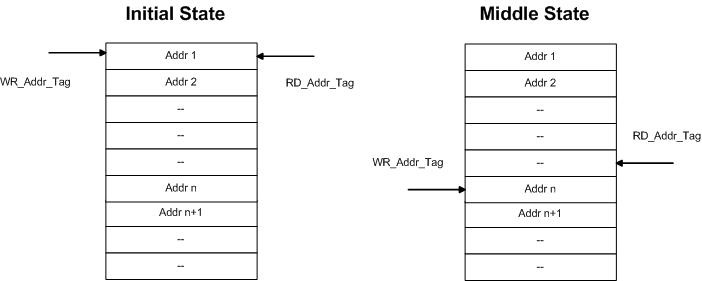 Initial State
Middle State
WR_Addr_Tag
Addr 1
Addr 2
--
--
--
Addr n
Addr n+1
--
--
RD_Addr_Tag
WR_Addr_Tag
Addr 1
Addr 2
--
--
--
Addr n
Addr n+1
--
--
RD_Addr_Tag